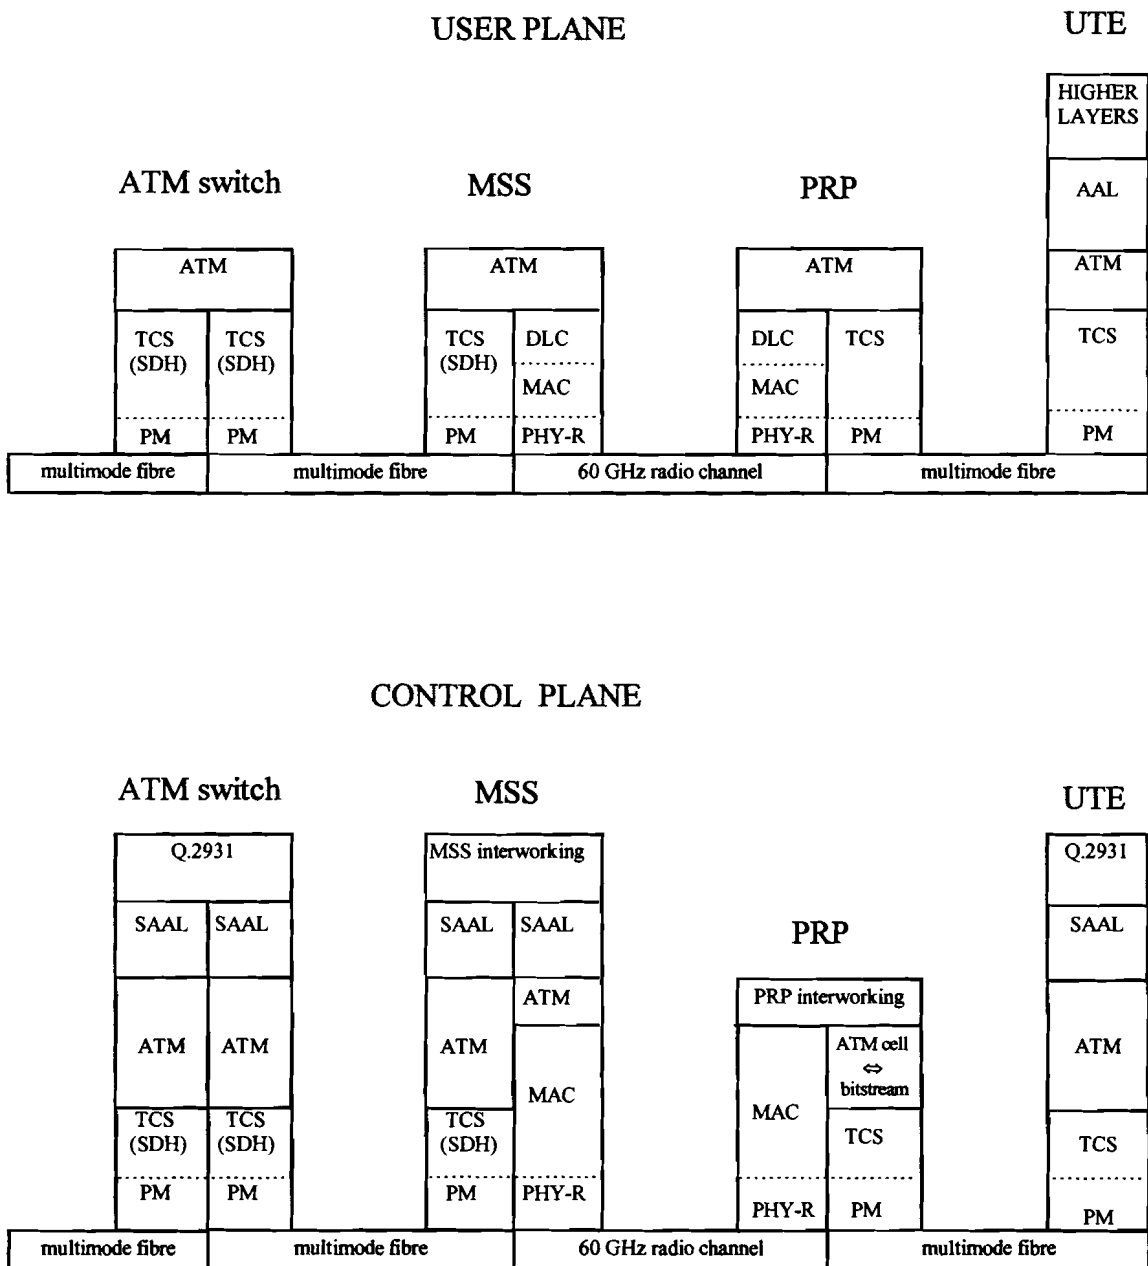 USER PLANE
UTE
HIGHER
LAYERS
ATM switch
MSS
PRP
AAL
ATM
ATM
ATM
ATM
TCS
(SDH)
TCS
(SDH)
TCS
(SDH)
DLC
DLC
TCS
TCS
MAC
MAC
PM
PM
PM
PHY-R
PHY-R
PM
PM
multimode fibre
multimode fibre
60 GHz radio channel
multimode fibre
CONTROL PLANE
ATM switch
MSS
UTE
Q.2931
MSS interworking
Q.2931
SAAL
SAAL
SAAL
SAAL
PRP
SAAL
ATM
PRP interworking
ATM
ATM
ATM
ATM cell
⇔
bitstream
ATM
MAC
MAC
TCS
(SDH)
TCS
(SDH)
TCS
(SDH)
TCS
TCS
PM
PM
PM
PHY-R
PHY-R
PM
PM
multimode fibre
multimode fibre
60 GHz radio channel
multimode fibre